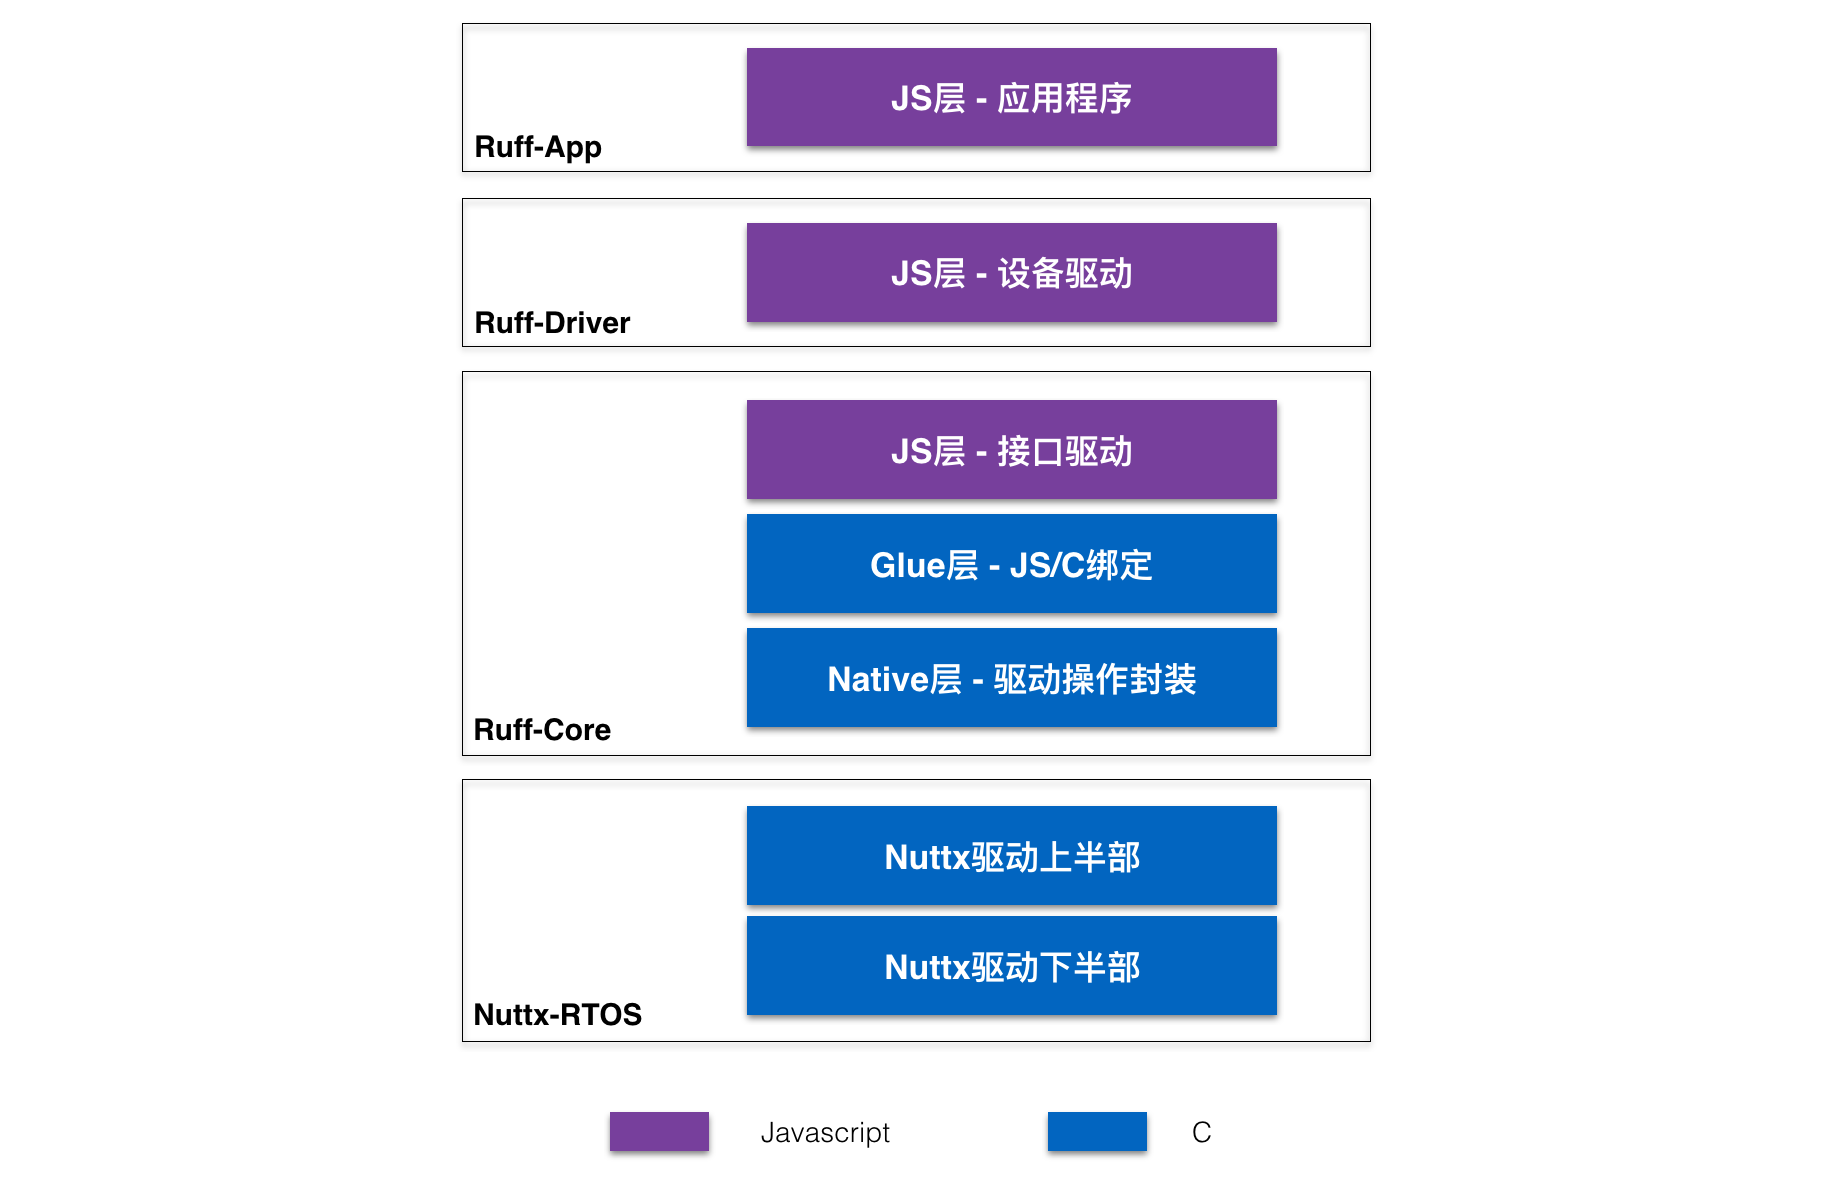 JS层 - 应用程序
Ruff-App
JS层 - 设备驱动
Ruff-Driver
JS层 - 接口驱动
Glue层 - JS/C绑定
Native层 - 驱动操作封装
Ruff-Core
Nuttx驱动上半部
Nuttx驱动下半部
Nuttx-RTOS
Javascript
C